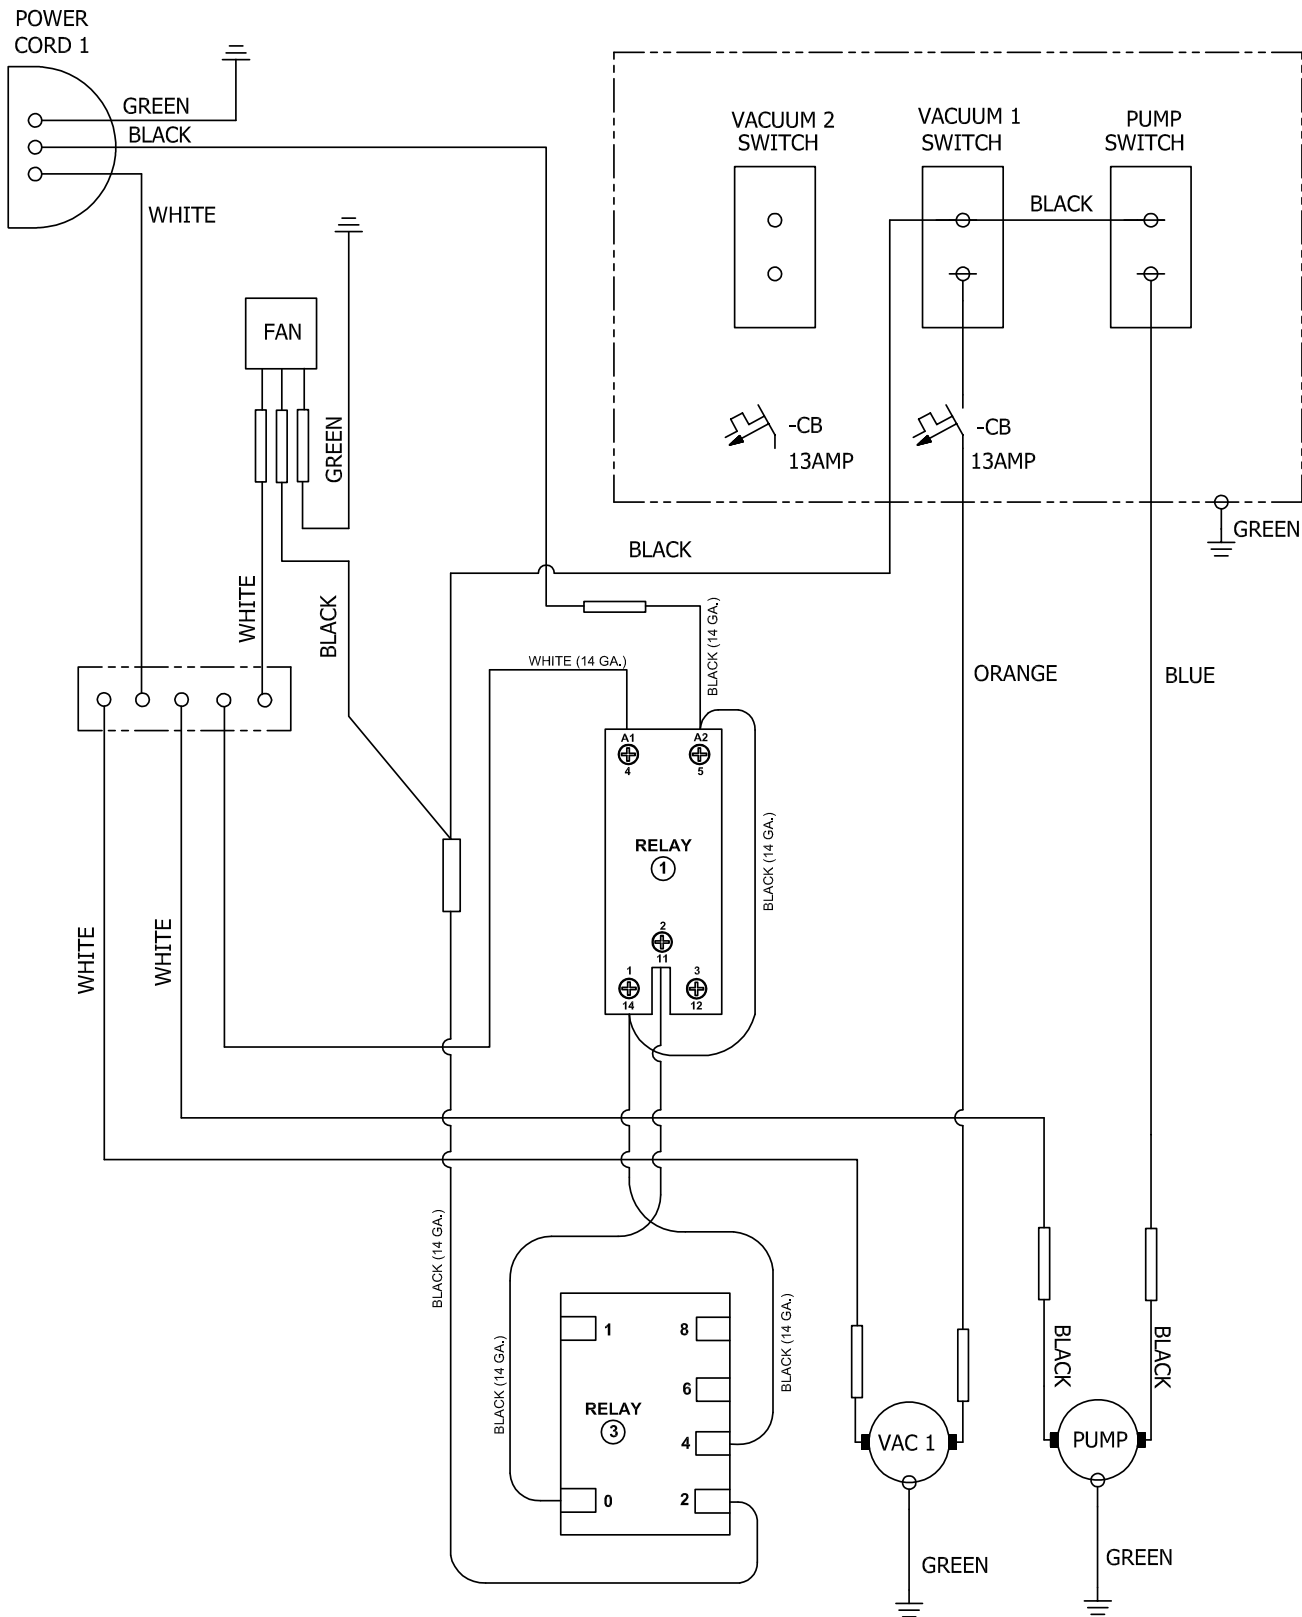 POWER
CORD 1
GREEN
BLACK
WHITE
VACUUM 2
SWITCH
VACUUM 1
SWITCH
PUMP
SWITCH
BLACK
FAN
GREEN
-CB
13AMP
-CB
13AMP
GREEN
BLACK
WHITE
BLACK
WHITE (14 GA.)
BLACK (14 GA.)
ORANGE
BLUE
A1
4
A2
5
RELAY
1
BLACK (14 GA.)
WHITE
WHITE
2
11
1
14
3
12
BLACK (14 GA.)
BLACK (14 GA.)
BLACK (14 GA.)
1
8
6
RELAY
3
4
0
2
BLACK
BLACK
VAC 1
PUMP
GREEN
GREEN